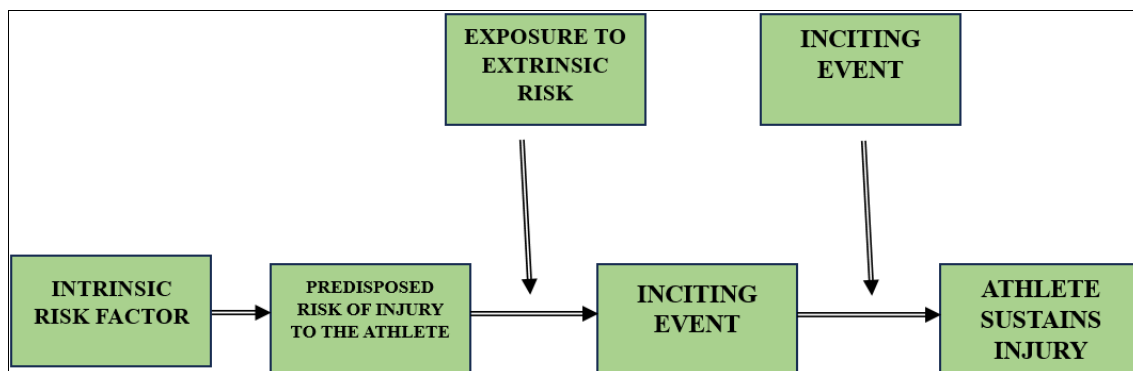 EXPOSURE TO
EXTRINSIC
RISK
INCITING
EVENT
INTRINSIC
RISK FACTOR
PREDISPOSED
RISK OF INJURY
TO THE ATHLETE
INCITING
EVENT
ATHLETE
SUSTAINS
INJURY